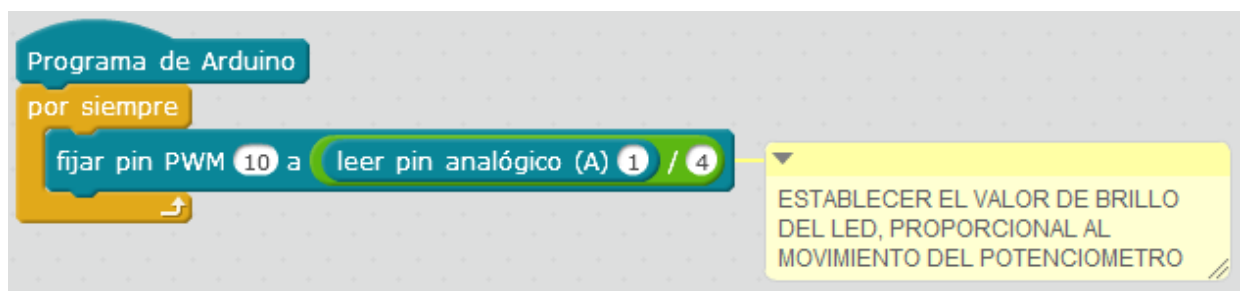 Programa de Arduino
por siempre
fijar pin PWM 10 a leer pin analógico (A) 1 / 4
ESTABLECER EL VALOR DE BRILLO
DEL LED, PROPORCIONAL AL
MOVIMIENTO DEL POTENCIOMETRO